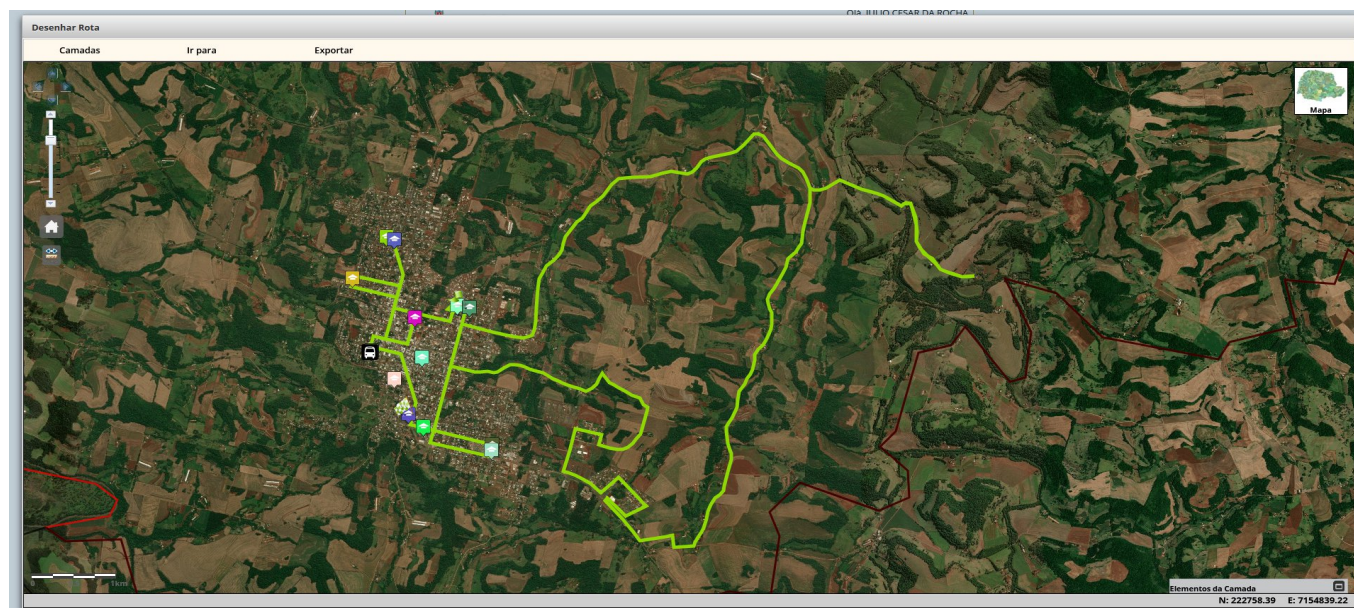 Olá, JULIO CESAR DA ROCHA |
Desenhar Rota
Camadas Ir para Exportar
Mapa
1km
Elementos da Camada
N: 222758.39 E: 7154839.22